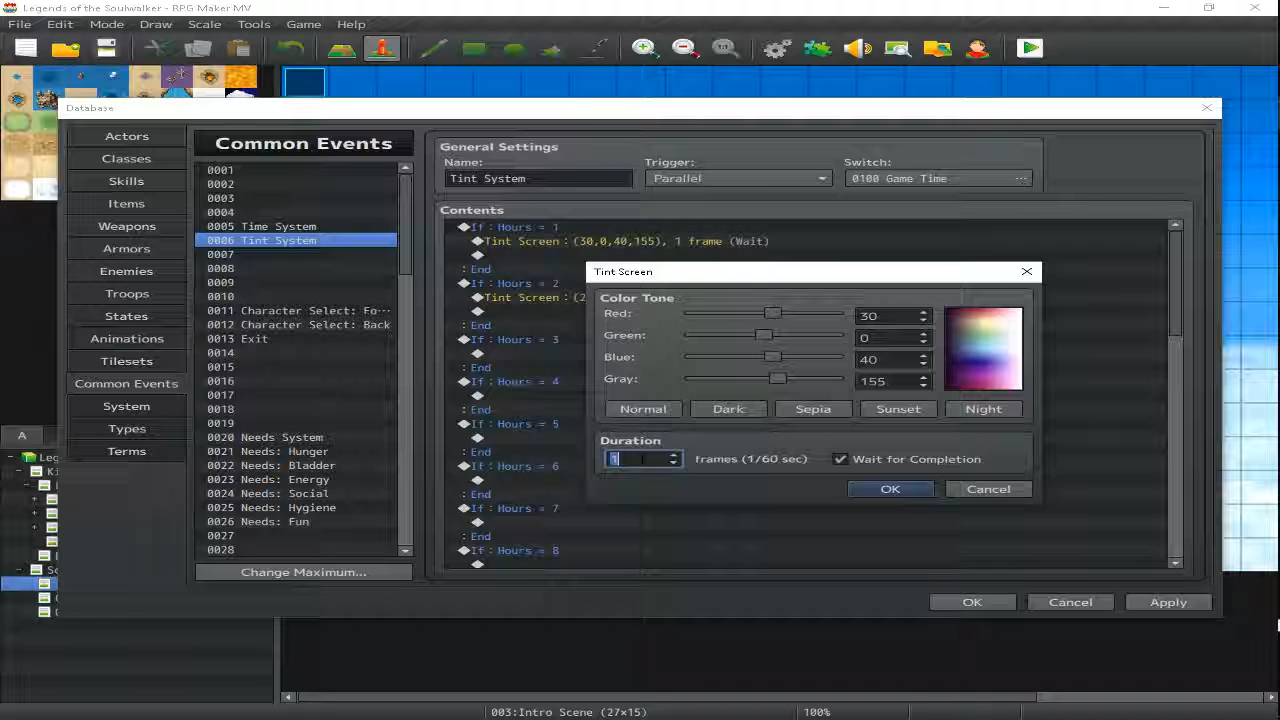 Legends of the Soulwalker - RPG Maker MV
File Edit Mode Draw Scale Tools Game Help
Database
Actors
Classes
Skills
Items
Weapons
Armors
Enemies
Troops
States
Animations
Tilesets
Common Events
System
Types
Terms
Common Events
0001
0002
0003
0004
0005 Time System
0006 Tint System
0007
0008
0009
0010
0011 Character Select: Fo···
0012 Character Select: Back
0013 Exit
0014
0015
0016
0017
0018
0019
0020 Needs System
0021 Needs: Hunger
0022 Needs: Bladder
0023 Needs: Energy
0024 Needs: Social
0025 Needs: Hygiene
0026 Needs: Fun
0027
0028
Change Maximum...
General Settings
Name: Trigger: Switch:
Tint System Parallel 0100 Game Time ...
Contents
◆If : Hours = 1
◆Tint Screen : (30,0,40,155), 1 frame (Wait)
◆
: End
◆If : Hours = 2
◆Tint Screen : (2
◆
: End
◆If : Hours = 3
◆
: End
◆If : Hours = 4
◆
: End
◆If : Hours = 5
◆
: End
◆If : Hours = 6
◆
: End
◆If : Hours = 7
◆
: End
◆If : Hours = 8
◆
Tint Screen
Color Tone
Red: 30
Green: 0
Blue: 40
Gray: 155
Normal Dark Sepia Sunset Night
Duration
1 frames (1/60 sec) Wait for Completion
OK Cancel
OK Cancel Apply
A
Leg
Ki
Se
003:Intro Scene (27×15) 100%